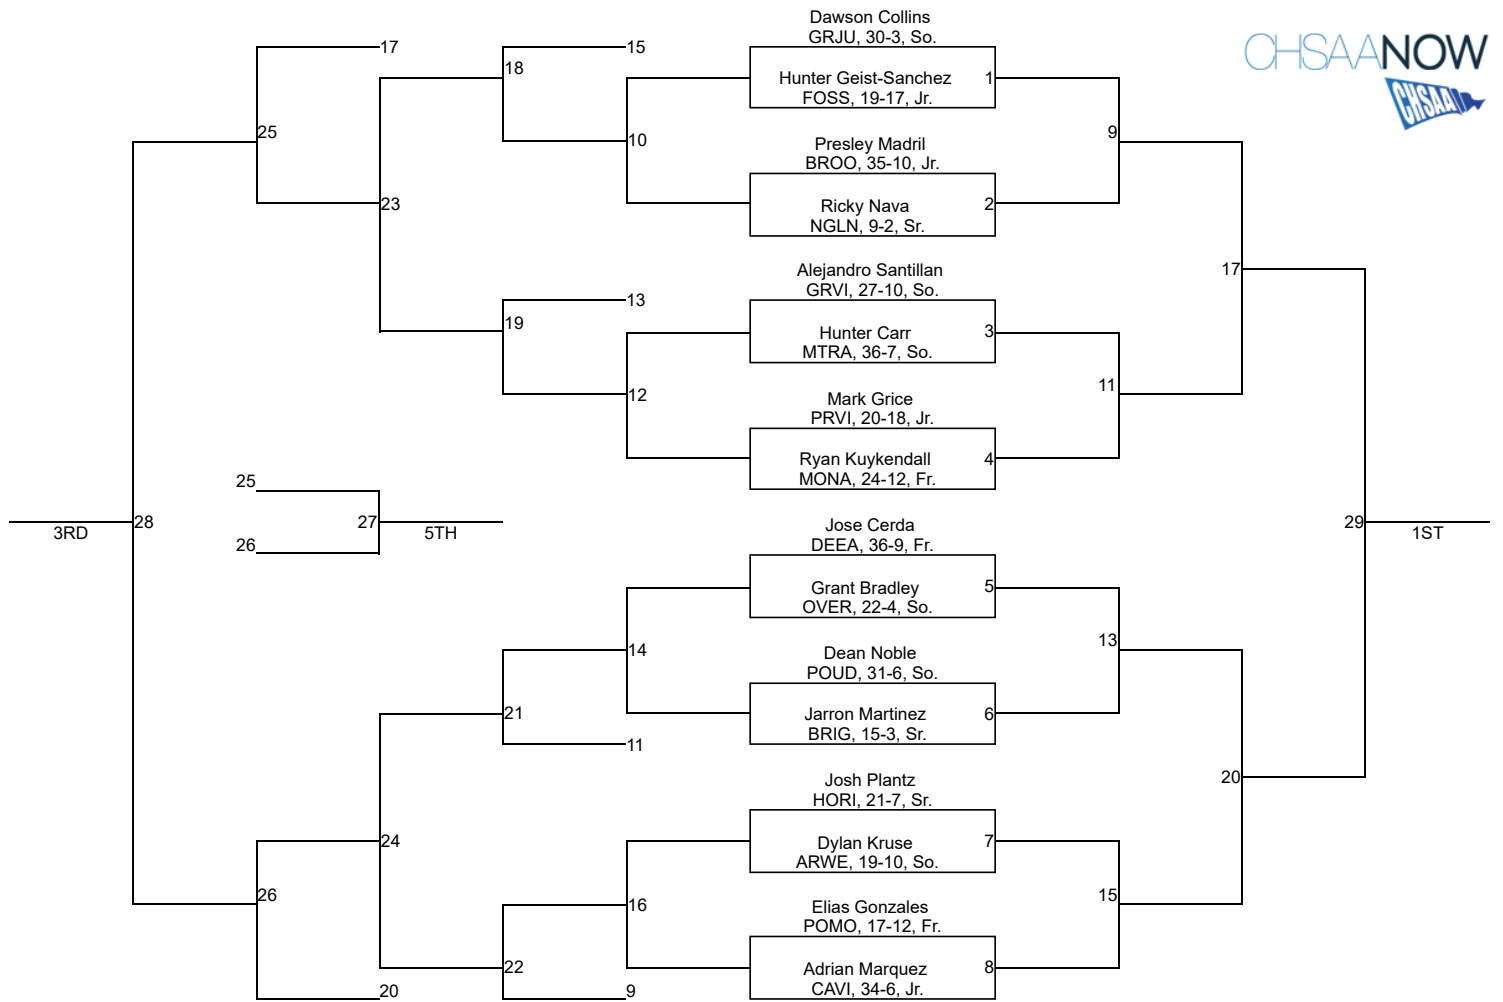 Dawson Collins
GRJU, 30-3, So.
CHSAANOW
CHSAA
17
15
18
Hunter Geist-Sanchez
1
FOSS, 19-17, Jr.
25
10
9
Presley Madril
BROO, 35-10, Jr.
23
Ricky Nava
2
NGLN, 9-2, Sr.
Alejandro Santillan
17
GRVI, 27-10, So.
13
19
Hunter Carr
3
MTRA, 36-7, So.
12
11
Mark Grice
PRVI, 20-18, Jr.
Ryan Kuykendall
4
MONA, 24-12, Fr.
25
28
27
29
3RD
5TH
1ST
26
Jose Cerda
DEEA, 36-9, Fr.
Grant Bradley
5
OVER, 22-4, So.
14
13
Dean Noble
POUD, 31-6, So.
21
Jarron Martinez
6
BRIG, 15-3, Sr.
11
20
Josh Plantz
HORI, 21-7, Sr.
24
Dylan Kruse
7
ARWE, 19-10, So.
26
16
15
Elias Gonzales
POMO, 17-12, Fr.
22
Adrian Marquez
8
CAVI, 34-6, Jr.
20
9